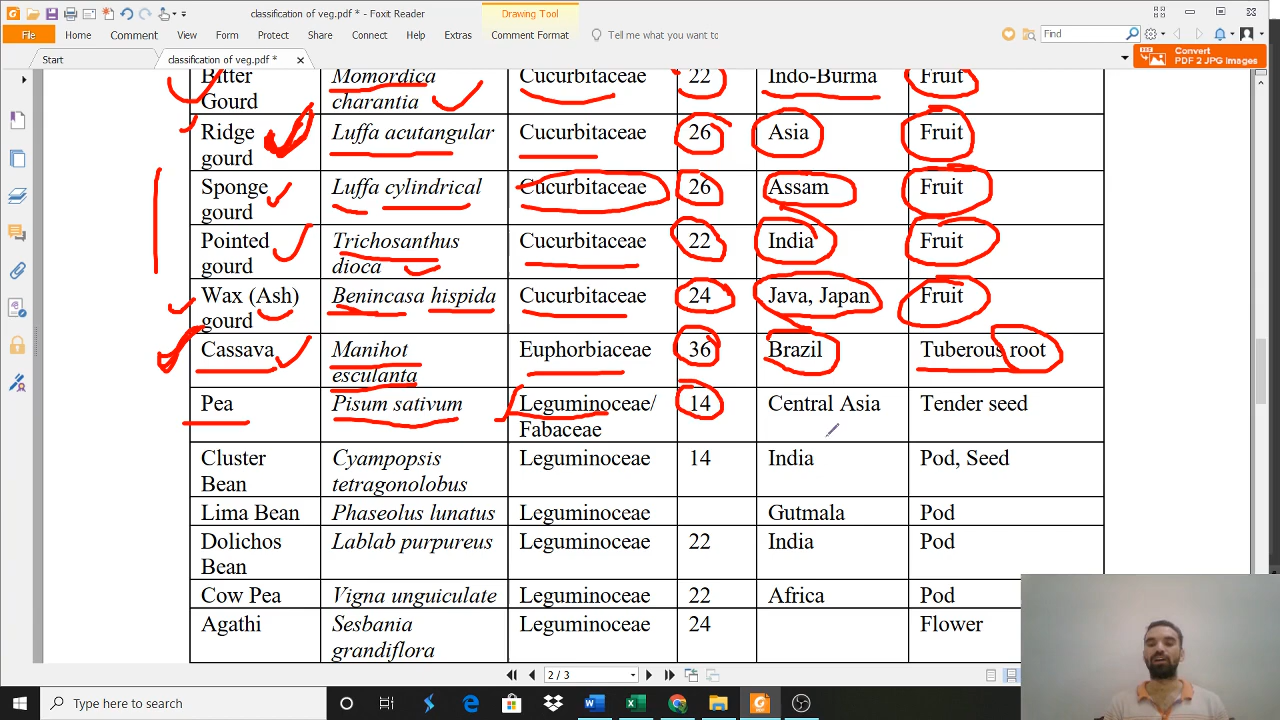 classification of veg.pdf * - Foxit Reader
Drawing Tool
File Home Comment View Form Protect Share Connect Help Extras Comment Format Tell me what you want to Find
Start classification of veg.pdf *
Convert
PDF 2 JPG Images
Bitter Momordica Cucurbitaceae 22 Indo-Burma Fruit
Gourd charantia
Ridge Luffa acutangular Cucurbitaceae 26 Asia Fruit
gourd
Sponge Luffa cylindrical Cucurbitaceae 26 Assam Fruit
gourd
Pointed Trichosanthus Cucurbitaceae 22 India Fruit
gourd dioca
Wax (Ash) Benincasa hispida Cucurbitaceae 24 Java, Japan Fruit
gourd
Cassava Manihot Euphorbiaceae 36 Brazil Tuberous root
esculanta
Pea Pisum sativum Leguminoceae/ 14 Central Asia Tender seed
Fabaceae
Cluster Cyampopsis Leguminoceae 14 India Pod, Seed
Bean tetragonolobus
Lima Bean Phaseolus lunatus Leguminoceae Gutmala Pod
Dolichos Lablab purpureus Leguminoceae 22 India Pod
Bean
Cow Pea Vigna unguiculate Leguminoceae 22 Africa Pod
Agathi Sesbania Leguminoceae 24 Flower
grandiflora
2 / 3
Type here to search